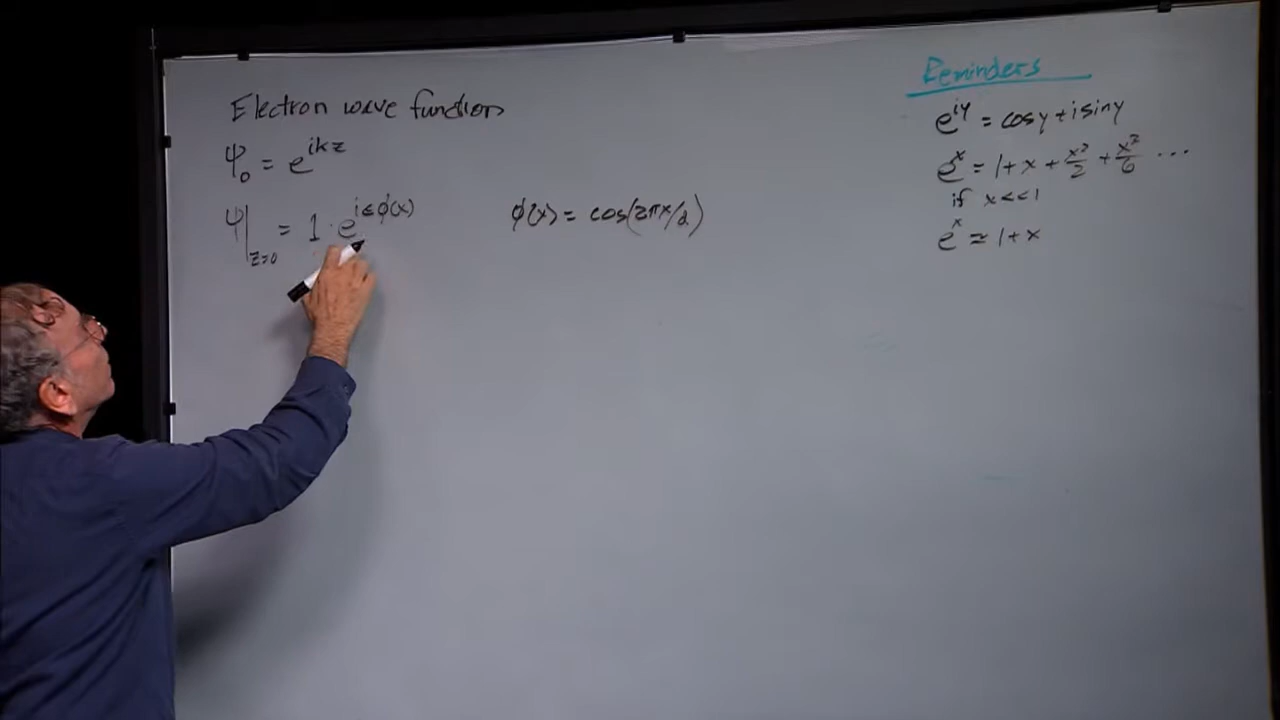 Electron wave function
ψ₀ = e^{ikz}
ψ|_{z=0} = 1 · e^{iεϕ(x)}
ϕ(x) = cos(2πx/d)
Reminders
e^{iy} = cos y + i sin y
e^x = 1 + x + x²/2 + x³/6 ...
if x << 1
e^x ≈ 1 + x